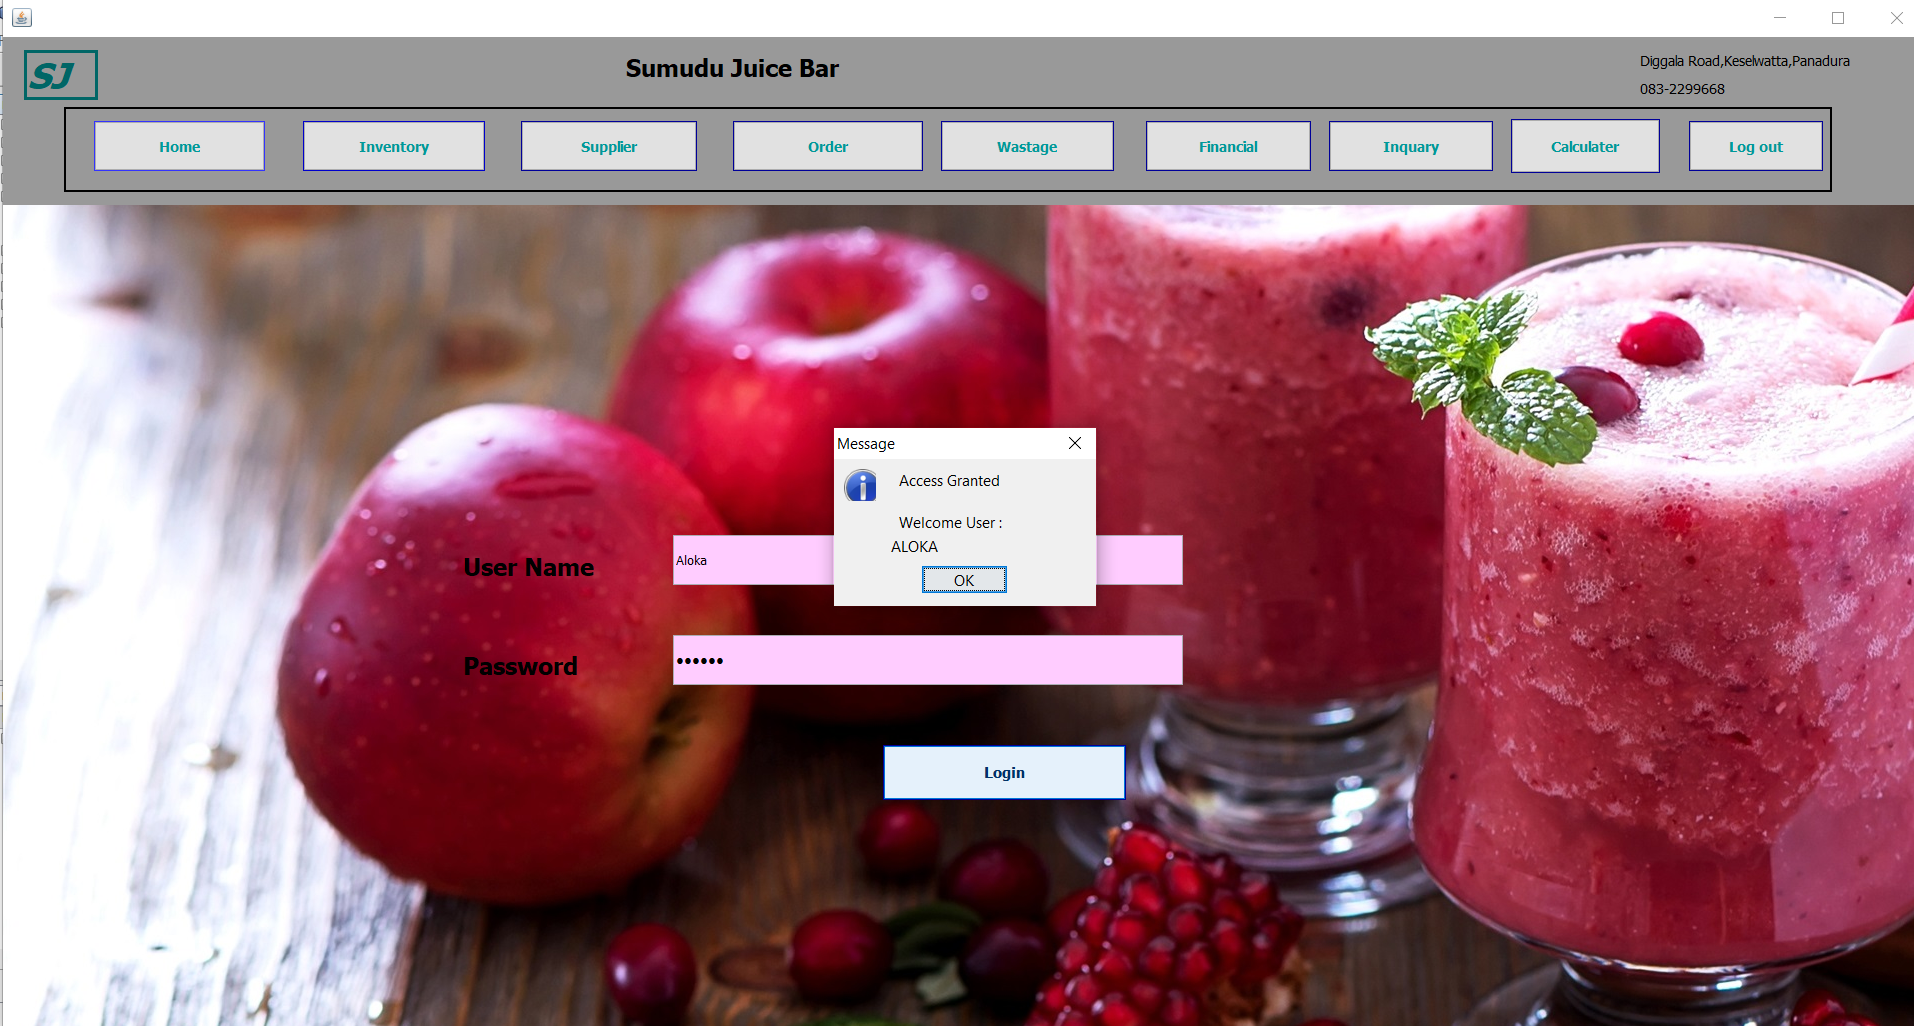 SJ
Sumudu Juice Bar
Diggala Road,Keselwatta,Panadura
083-2299668
Home Inventory Supplier Order Wastage Financial Inquary Calculater Log out
Message
Access Granted
Welcome User :
ALOKA
OK
User Name Aloka
Password ••••••
Login